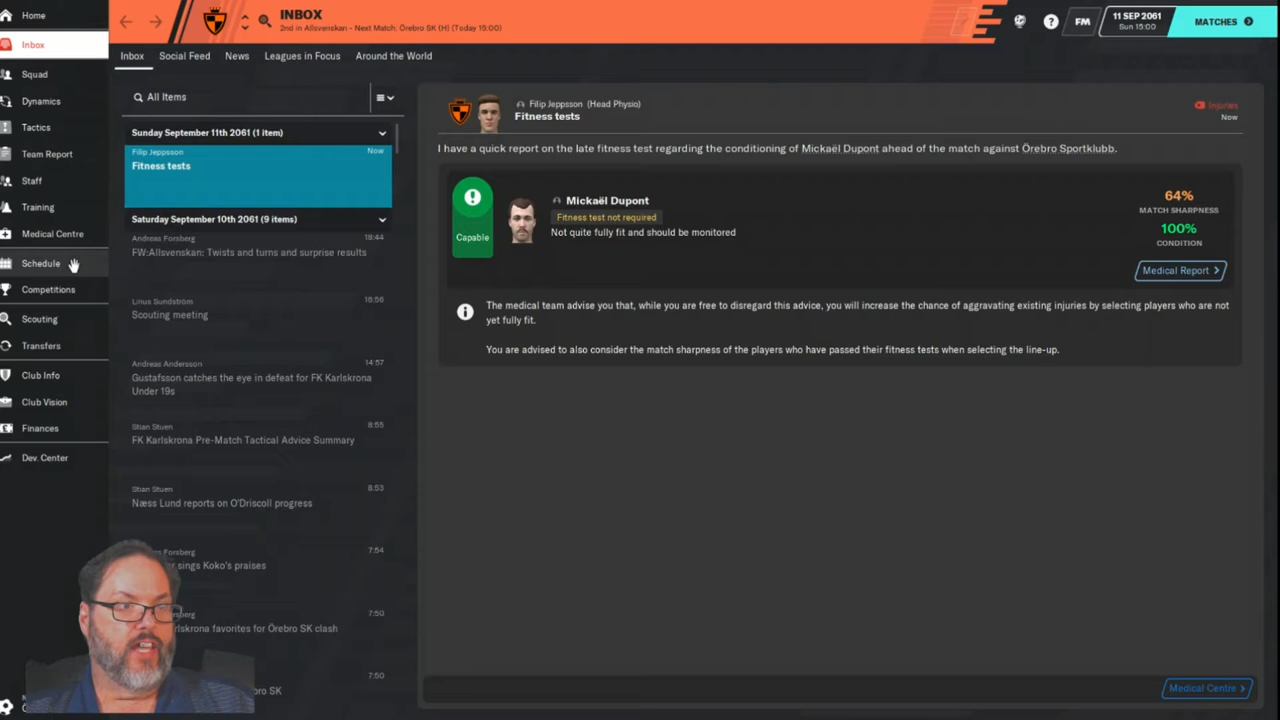 Home
Inbox
Squad
Dynamics
Tactics
Team Report
Staff
Training
Medical Centre
Schedule
Competitions
Scouting
Transfers
Club Info
Club Vision
Finances
Dev. Center
INBOX
2nd in Allsvenskan - Next Match: Örebro SK (H) (Today 15:00)
?
FM
11 SEP 2061
Sun 15:00
MATCHES
Inbox
Social Feed
News
Leagues in Focus
Around the World
All Items
Sunday September 11th 2061 (1 item)
Filip Jeppsson
Now
Fitness tests
Saturday September 10th 2061 (9 items)
Andreas Forsberg
18:44
FW:Allsvenskan: Twists and turns and surprise results
Linus Sundström
16:56
Scouting meeting
Andreas Andersson
14:57
Gustafsson catches the eye in defeat for FK Karlskrona
Under 19s
Stian Stuen
8:55
FK Karlskrona Pre-Match Tactical Advice Summary
Stian Stuen
8:53
Næss Lund reports on O'Driscoll progress
Forsberg
7:54
sings Koko's praises
7:50
favorites for Örebro SK clash
7:50
SK
Filip Jeppsson (Head Physio)
Fitness tests
Injuries
Now
I have a quick report on the late fitness test regarding the conditioning of Mickaël Dupont ahead of the match against Örebro Sportklubb.
Capable
Mickaël Dupont
Fitness test not required
Not quite fully fit and should be monitored
64%
MATCH SHARPNESS
100%
CONDITION
Medical Report
The medical team advise you that, while you are free to disregard this advice, you will increase the chance of aggravating existing injuries by selecting players who are not
yet fully fit.
You are advised to also consider the match sharpness of the players who have passed their fitness tests when selecting the line-up.
Medical Centre